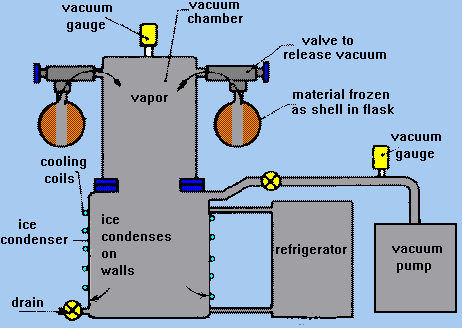 vacuum
gauge
vacuum
chamber
valve to
release vacuum
vapor
material frozen
as shell in flask
vacuum
gauge
cooling
coils
ice
condenser
ice
condenses
on
walls
refrigerator
vacuum
pump
drain